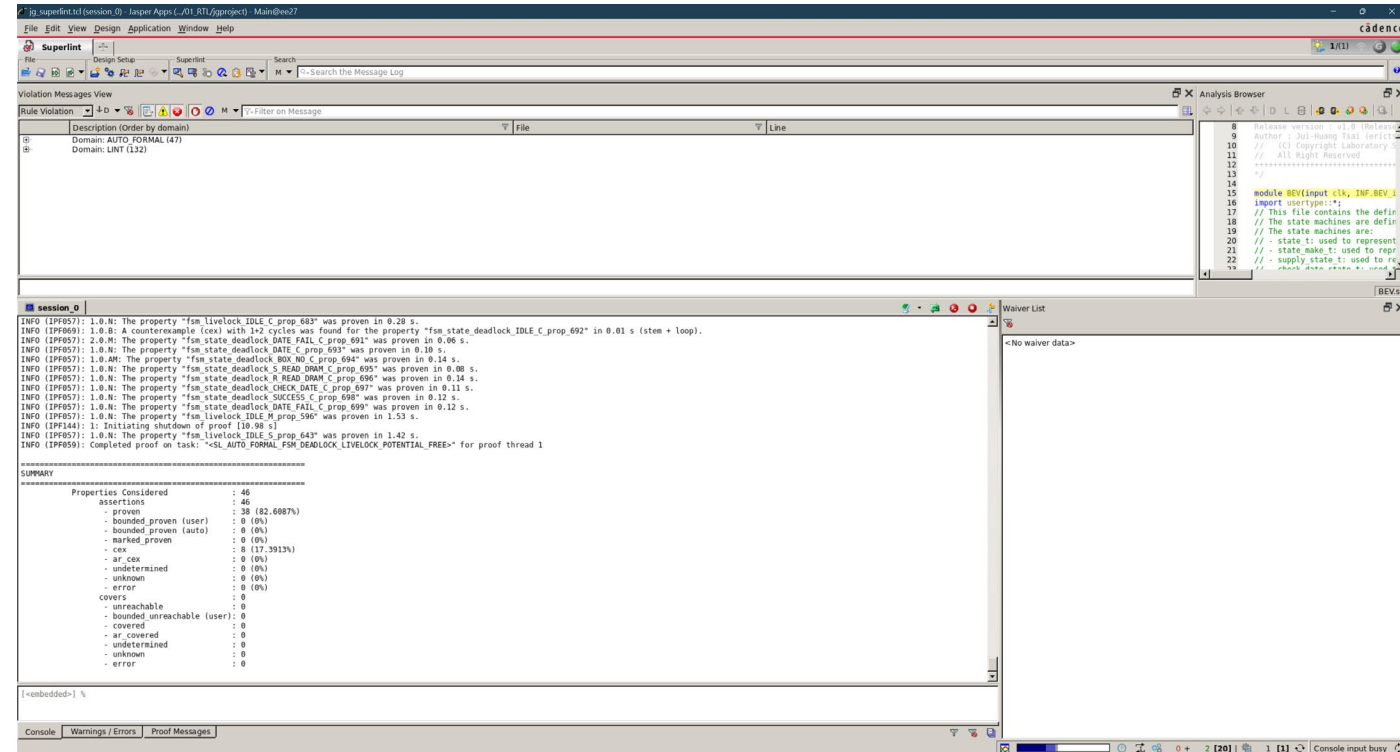 jg_superlint.tcl (session_0) - Jasper Apps (.../01_RTL/jgproject) - Main@ee27
File Edit View Design Application Window Help
cādence
Superlint
1/(1)
File Design Setup Superlint Search
M Search the Message Log
Violation Messages View
Analysis Browser
Rule Violation D M Filter on Message
Description (Order by domain) File Line
Domain: AUTO_FORMAL (47)
Domain: LINT (132)
8 Release version : v1.0 (Release
9 Author : Jui-Huang Tsai (erict
10 // (C) Copyright Laboratory S
11 // All Right Reserved
12 ++++++++++++++++++++++++++++++
13 */
14
15 module BEV(input clk, INF.BEV_i
16 import usertype::*;
17 // This file contains the defin
18 // The state machines are defin
19 // The state machines are:
20 // - state_t: used to represent
21 // - state_make_t: used to repr
22 // - supply_state_t: used to re
BEV.s
session_0
Waiver List
<No waiver data>
INFO (IPF057): 1.0.N: The property "fsm_livelock_IDLE_C_prop_683" was proven in 0.28 s.
INFO (IPF069): 1.0.B: A counterexample (cex) with 1+2 cycles was found for the property "fsm_state_deadlock_IDLE_C_prop_692" in 0.01 s (stem + loop).
INFO (IPF057): 2.0.M: The property "fsm_state_deadlock_DATE_FAIL_C_prop_691" was proven in 0.06 s.
INFO (IPF057): 1.0.N: The property "fsm_state_deadlock_DATE_C_prop_693" was proven in 0.10 s.
INFO (IPF057): 1.0.AM: The property "fsm_state_deadlock_BOX_NO_C_prop_694" was proven in 0.14 s.
INFO (IPF057): 1.0.N: The property "fsm_state_deadlock_S_READ_DRAM_C_prop_695" was proven in 0.08 s.
INFO (IPF057): 1.0.N: The property "fsm_state_deadlock_R_READ_DRAM_C_prop_696" was proven in 0.14 s.
INFO (IPF057): 1.0.N: The property "fsm_state_deadlock_CHECK_DATE_C_prop_697" was proven in 0.11 s.
INFO (IPF057): 1.0.N: The property "fsm_state_deadlock_SUCCESS_C_prop_698" was proven in 0.12 s.
INFO (IPF057): 1.0.N: The property "fsm_state_deadlock_DATE_FAIL_C_prop_699" was proven in 0.12 s.
INFO (IPF057): 1.0.N: The property "fsm_livelock_IDLE_M_prop_596" was proven in 1.53 s.
INFO (IPF144): 1: Initiating shutdown of proof [10.98 s]
INFO (IPF057): 1.0.N: The property "fsm_livelock_IDLE_S_prop_643" was proven in 1.42 s.
INFO (IPF059): Completed proof on task: "<SL_AUTO_FORMAL_FSM_DEADLOCK_LIVELOCK_POTENTIAL_FREE>" for proof thread 1
==============================================================
SUMMARY
==============================================================
Properties Considered : 46
assertions : 46
- proven : 38 (82.6087%)
- bounded_proven (user) : 0 (0%)
- bounded_proven (auto) : 0 (0%)
- marked_proven : 0 (0%)
- cex : 8 (17.3913%)
- ar_cex : 0 (0%)
- undetermined : 0 (0%)
- unknown : 0 (0%)
- error : 0 (0%)
covers : 0
- unreachable : 0
- bounded_unreachable (user): 0
- covered : 0
- ar_covered : 0
- undetermined : 0
- unknown : 0
- error : 0
[<embedded>] %
Console Warnings / Errors Proof Messages
0 + 2 [20] | 1 [1] Console input busy